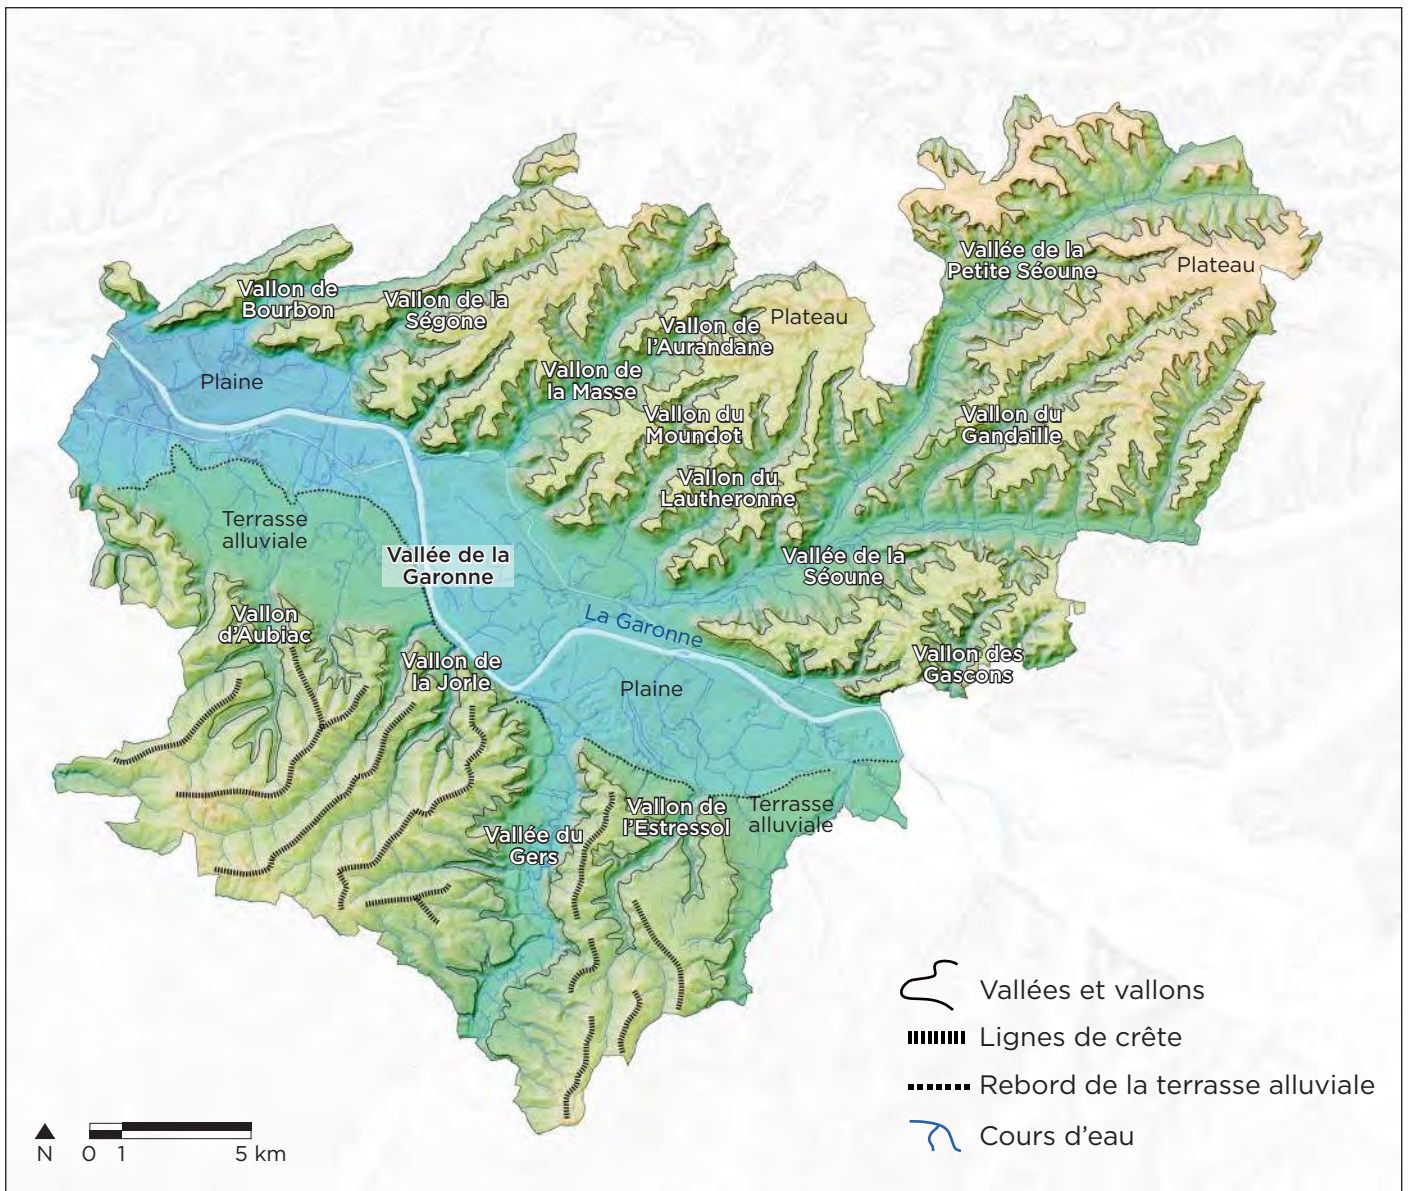 Vallée de la
Petite Séoune
Plateau
Vallon de
Bourbon
Vallon de la
Ségone
Plateau
Vallon de
l'Aurandane
Plaine
Vallon de
la Masse
Vallon du
Moundot
Vallon du
Gandaille
Vallon du
Lautheronne
Terrasse
alluviale
Vallée de la
Garonne
Vallée de la
Séoune
Vallon
d'Aubiac
La Garonne
Vallon de
la Jorle
Vallon des
Gascons
Plaine
Vallon de
l'Estressol
Terrasse
alluviale
Vallée du
Gers
Vallées et vallons
Lignes de crête
Rebord de la terrasse alluviale
Cours d'eau
N 0 1 5 km